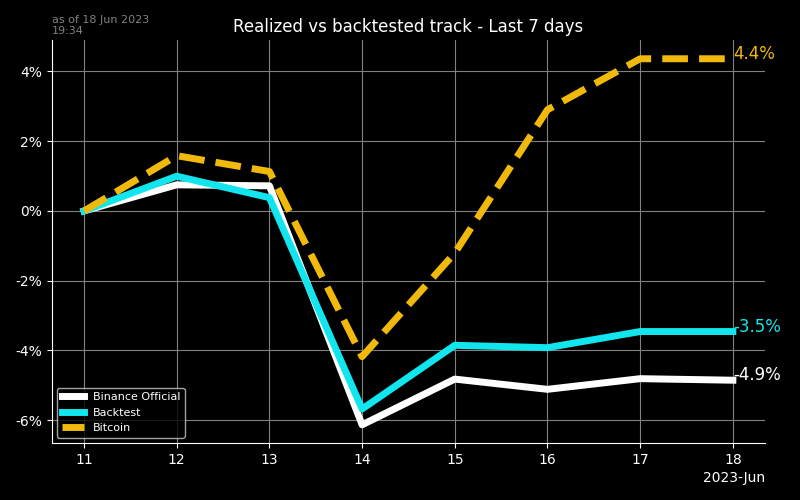 as of 18 Jun 2023
19:34
Realized vs backtested track - Last 7 days
4%
2%
0%
-2%
-4%
-6%
4.4%
-3.5%
-4.9%
Binance Official
Backtest
Bitcoin
11 12 13 14 15 16 17 18
2023-Jun